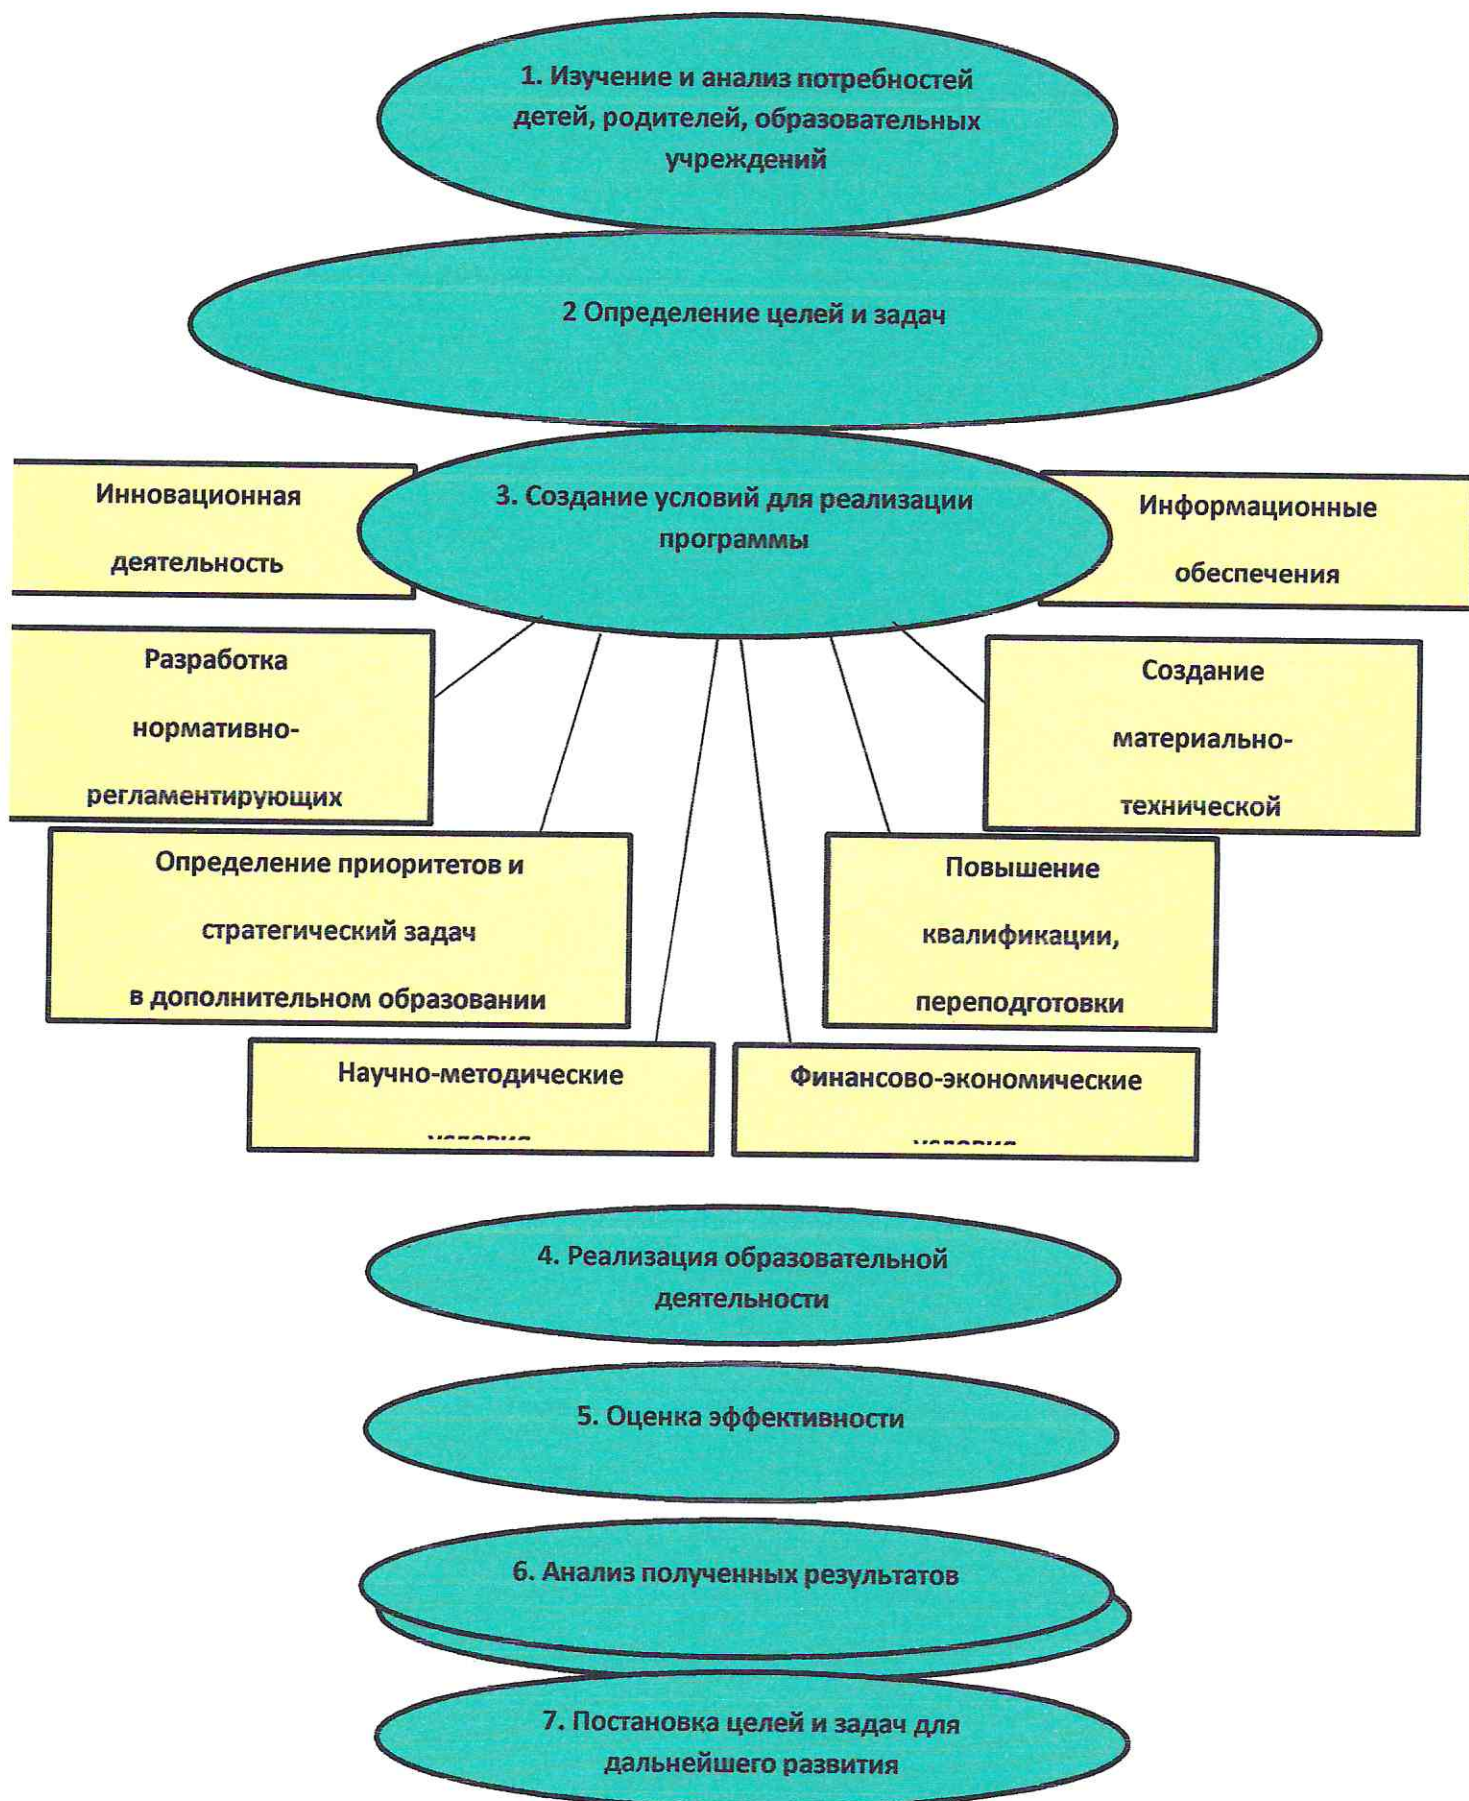 1. Изучение и анализ потребностей
детей, родителей, образовательных
учреждений
2 Определение целей и задач
3. Создание условий для реализации
программы
Инновационная
деятельность
Информационные
обеспечения
Разработка
нормативно-
регламентирующих
Создание
материально-
технической
Определение приоритетов и
стратегический задач
в дополнительном образовании
Повышение
квалификации,
переподготовки
Научно-методические
условия
Финансово-экономические
условия
4. Реализация образовательной
деятельности
5. Оценка эффективности
6. Анализ полученных результатов
7. Постановка целей и задач для
дальнейшего развития